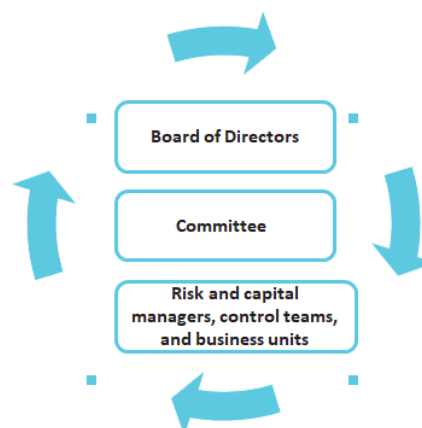 Board of Directors
Committee
Risk and capital
managers, control teams,
and business units